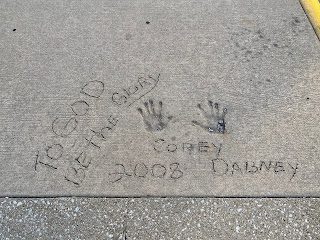 TO GOD
BE THE GLORY
COREY
2008 DABNEY